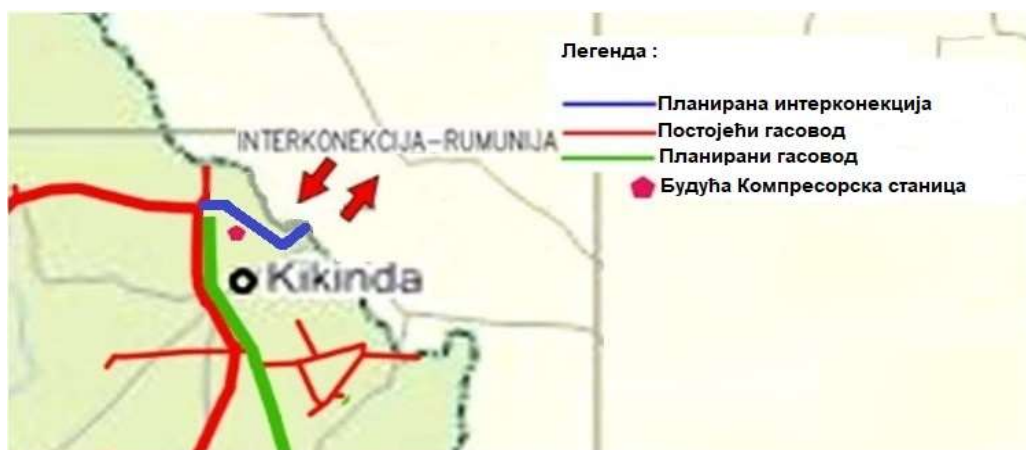 Легенда :
Планирана интерконекција
INTERKONEKCIJA-RUMUNIJA
Постојећи гасовод
Планирани гасовод
Будућа Компресорска станица
Kikinda